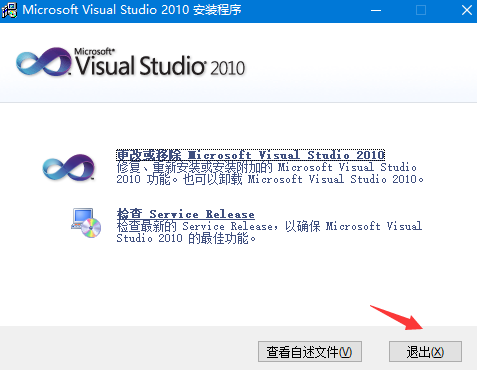 Microsoft Visual Studio 2010 安装程序
Microsoft®
Visual Studio 2010
更改或移除 Microsoft Visual Studio 2010
修复、重新安装或安装附加的 Microsoft Visual Studio
2010 功能。也可以卸载 Microsoft Visual Studio 2010。
检查 Service Release
检查最新的 Service Release，以确保 Microsoft Visual
Studio 2010 的最佳功能。
查看自述文件(V)
退出(X)